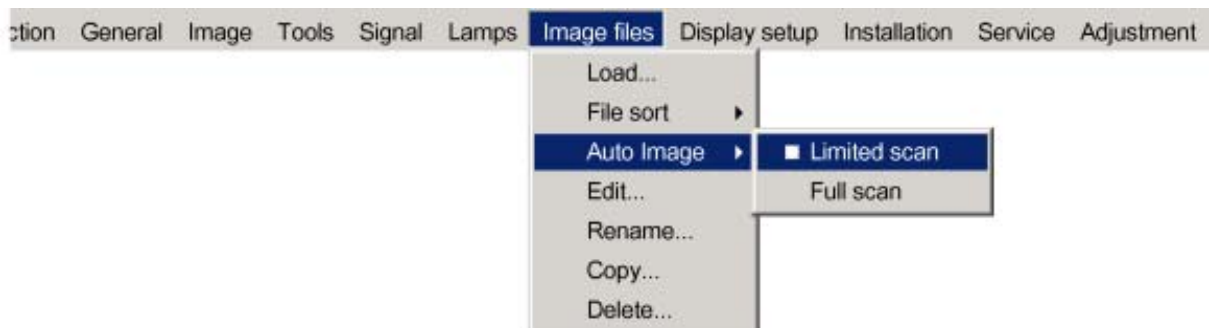 ction General Image Tools Signal Lamps Image files Display setup Installation Service Adjustment
Load...
File sort
Auto Image Limited scan
Edit... Full scan
Rename...
Copy...
Delete...